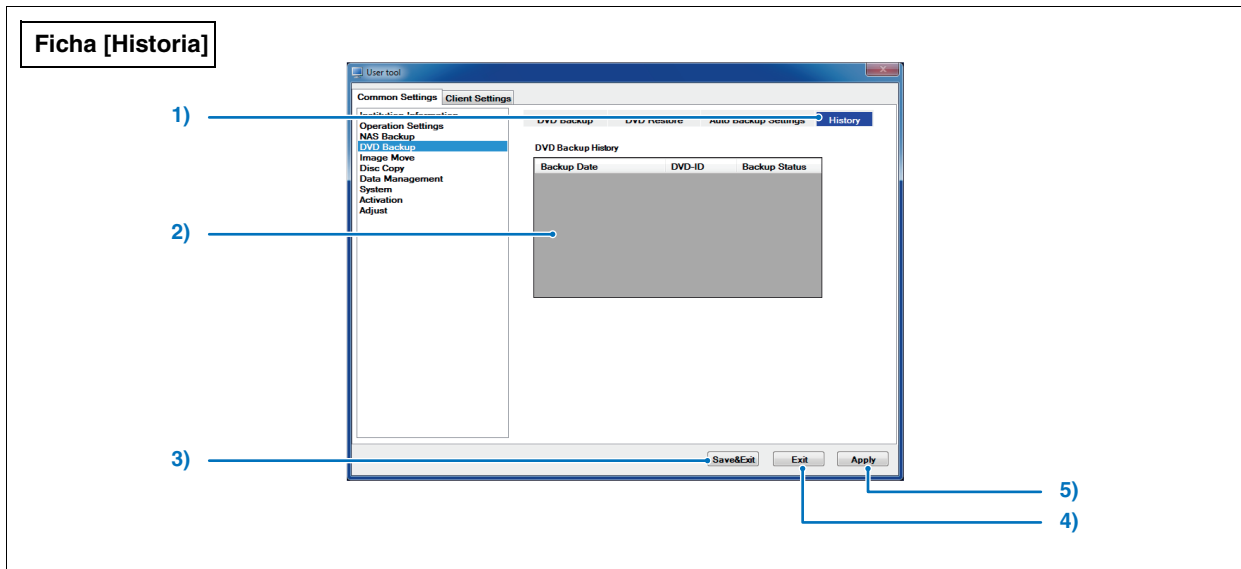 Ficha [Historia]
User tool
Common Settings Client Settings
1)
Institution Information
Operation Settings
NAS Backup
DVD Backup
Image Move
Disc Copy
Data Management
System
Activation
Adjust
DVD Backup DVD Restore Auto Backup Settings History
DVD Backup History
Backup Date DVD-ID Backup Status
2)
3)
Save&Exit Exit Apply
5)
4)